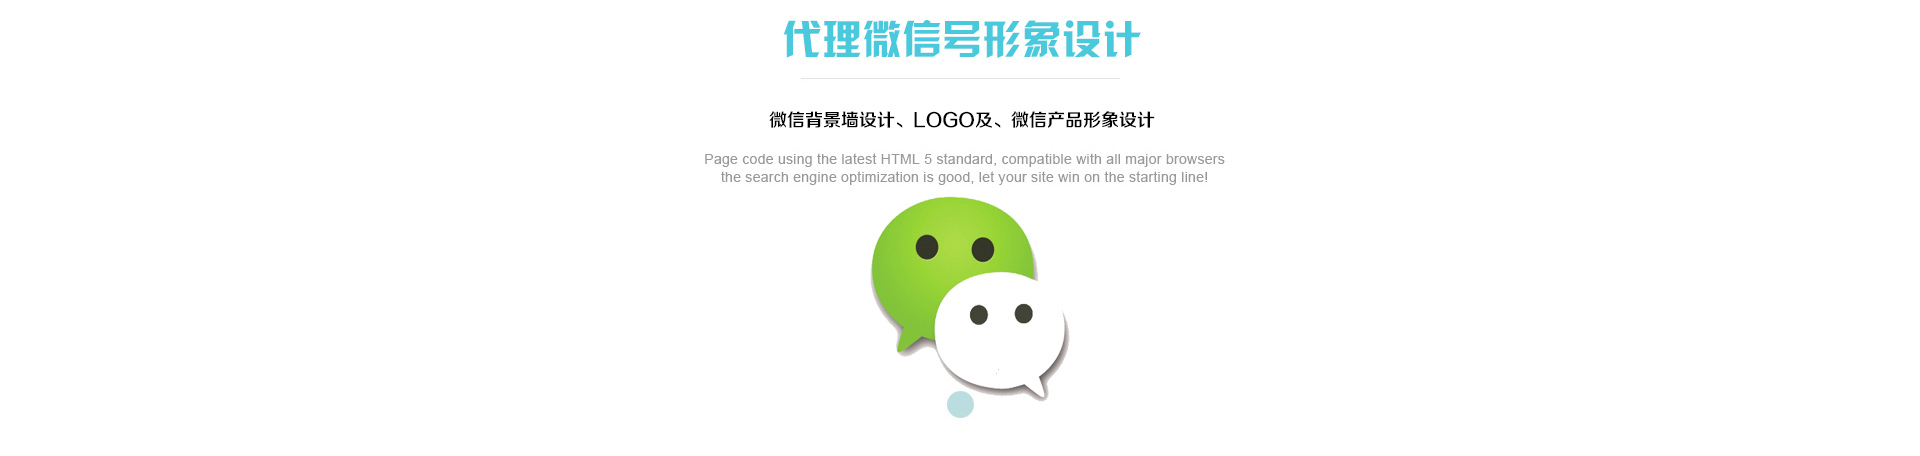 代理微信号形象设计
微信背景墙设计、LOGO及、微信产品形象设计
Page code using the latest HTML 5 standard, compatible with all major browsers
the search engine optimization is good, let your site win on the starting line!